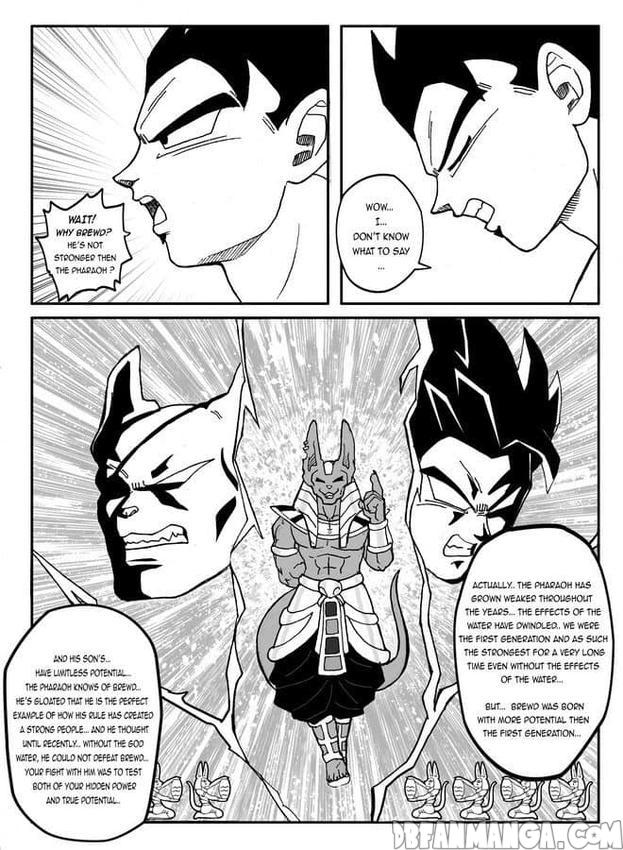 WAIT!
WHY BREWD?
HE'S NOT
STRONGER THEN
THE PHARAOH ?
WOW...
I...
DON'T KNOW
WHAT TO SAY
...
ACTUALLY.. THE PHARAOH HAS
GROWN WEAKER THROUGHOUT
THE YEARS... THE EFFECTS OF THE
WATER HAVE DWINDLED.. WE WERE
THE FIRST GENERATION AND AS SUCH
THE STRONGEST FOR A VERY LONG
TIME EVEN WITHOUT THE EFFECTS
OF THE WATER...
BUT... BREWD WAS BORN
WITH MORE POTENTIAL THEN
THE FIRST GENERATION...
AND HIS SON'S...
HAVE LIMITLESS POTENTIAL...
THE PHARAOH KNOWS OF BREWD...
HE'S GLOATED THAT HE IS THE PERFECT
EXAMPLE OF HOW HIS RULE HAS CREATED
A STRONG PEOPLE... AND HE THOUGHT
UNTIL RECENTLY.. WITHOUT THE GOD
WATER, HE COULD NOT DEFEAT BREWD...
YOUR FIGHT WITH HIM WAS TO TEST
BOTH OF YOUR HIDDEN POWER
AND TRUE POTENTIAL..
DBFANMANGA.COM